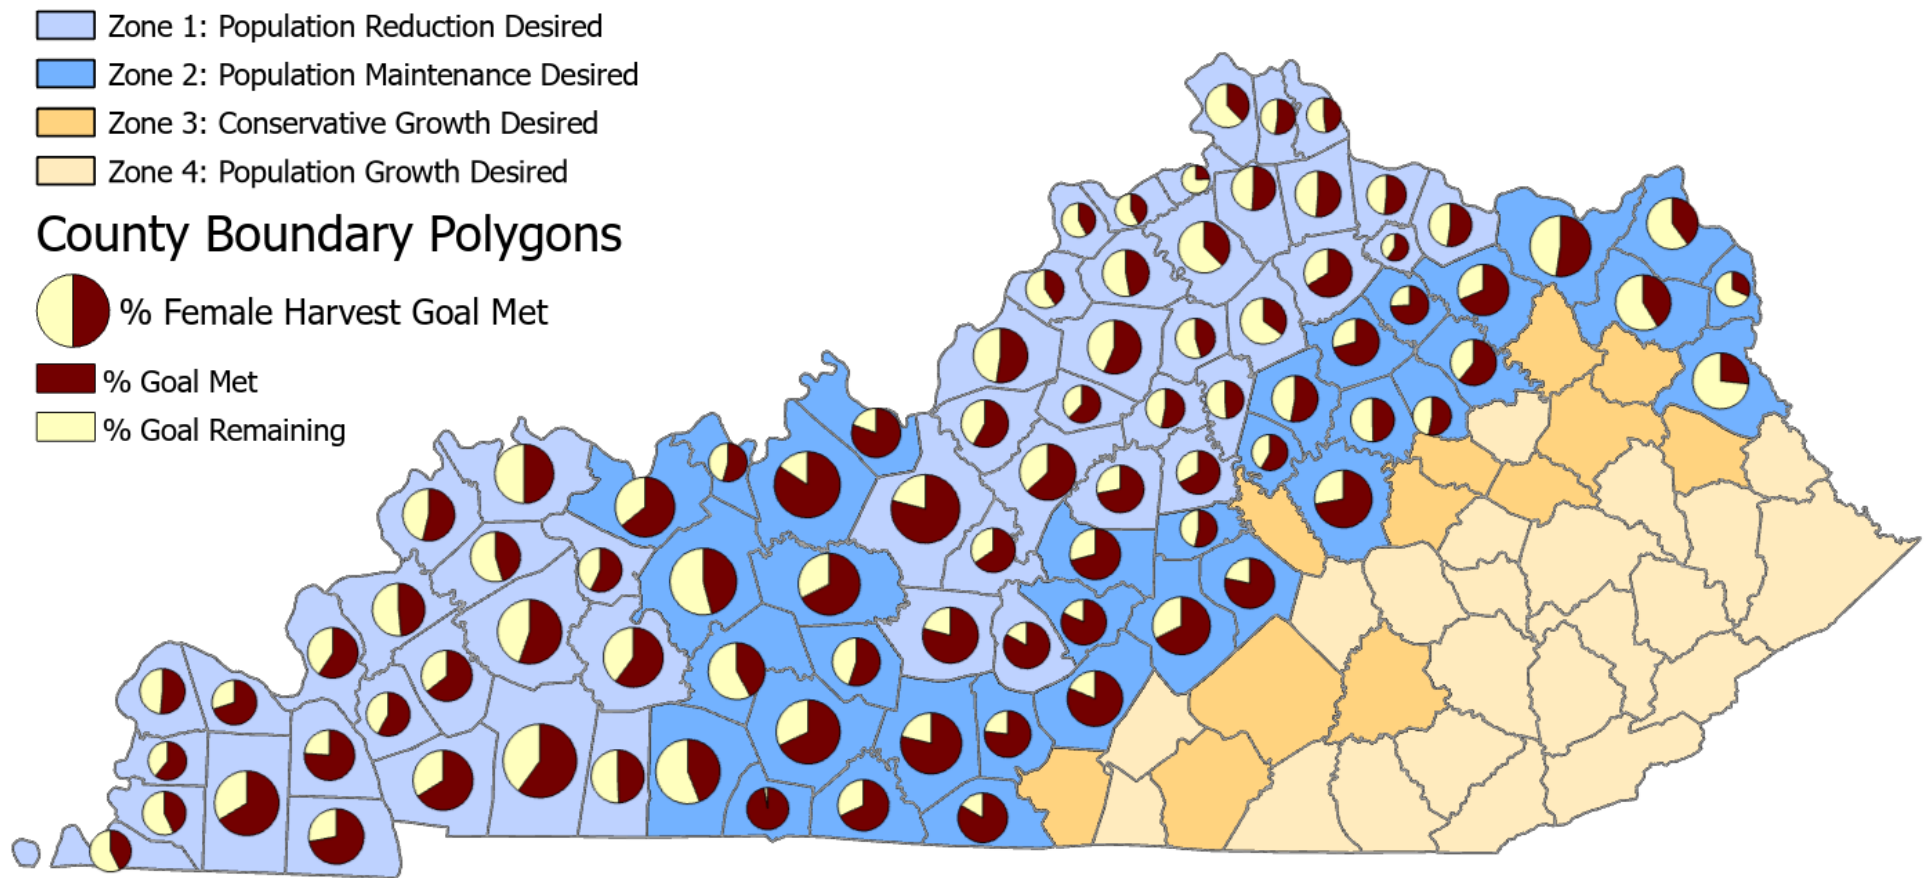 Zone 1: Population Reduction Desired
Zone 2: Population Maintenance Desired
Zone 3: Conservative Growth Desired
Zone 4: Population Growth Desired
County Boundary Polygons
% Female Harvest Goal Met
% Goal Met
% Goal Remaining